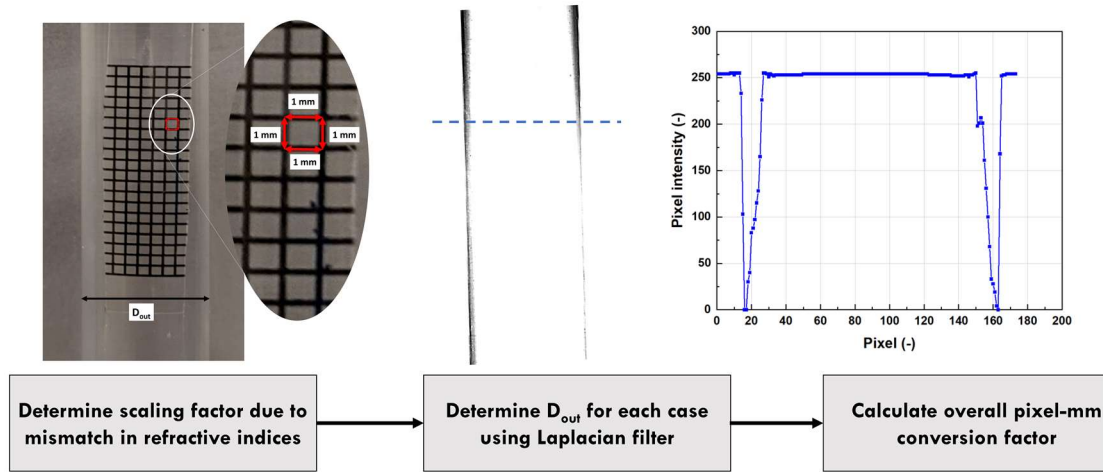 1 mm
1 mm
1 mm
1 mm
D_out
300
250
200
150
100
50
0
Pixel intensity (-)
0 20 40 60 80 100 120 140 160 180 200
Pixel (-)
Determine scaling factor due to
mismatch in refractive indices
Determine D_out for each case
using Laplacian filter
Calculate overall pixel-mm
conversion factor